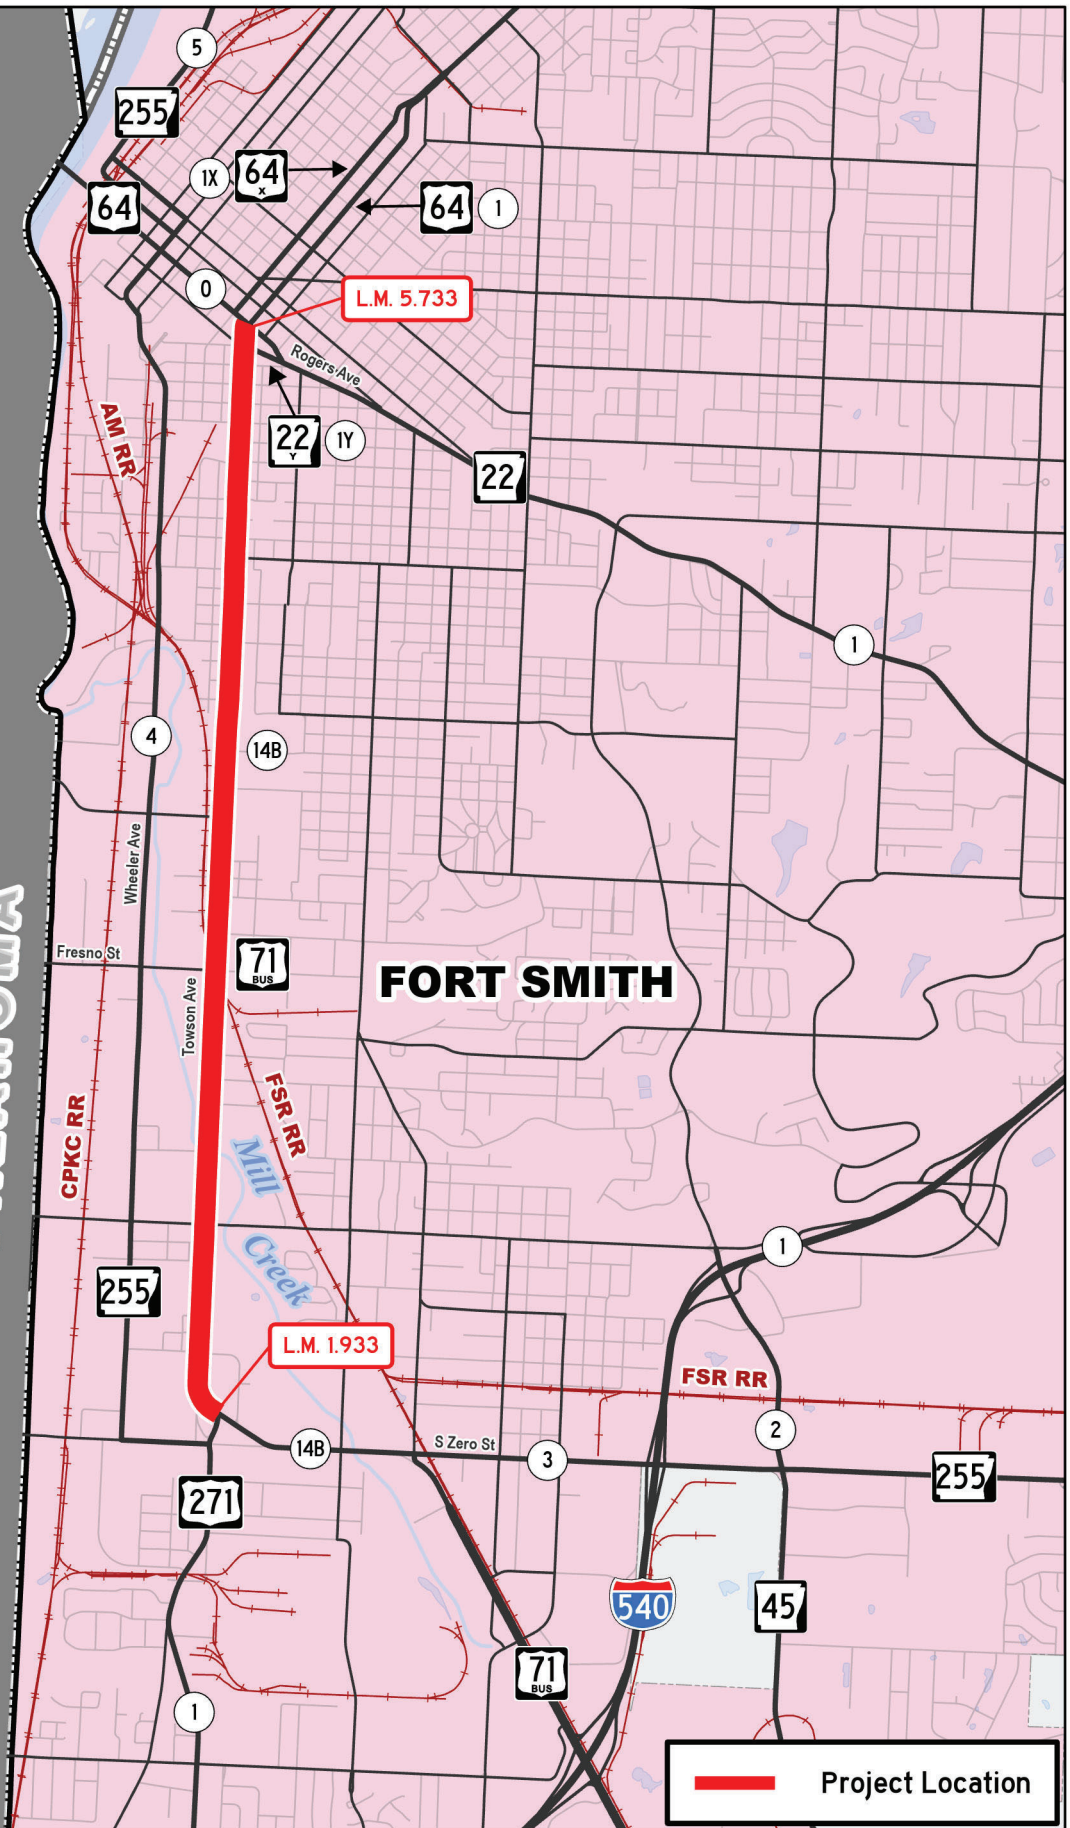 5
255
1X
64
X
64
64
1
0
L.M. 5.733
Rogers Ave
AM RR
22
Y
1Y
22
1
4
14B
Wheeler Ave
Fresno St
71
BUS
FORT SMITH
Towson Ave
CPKC RR
FSR RR
Mill
Creek
1
255
L.M. 1.933
FSR RR
2
14B
S Zero St
3
255
271
540
45
71
BUS
1
Project Location